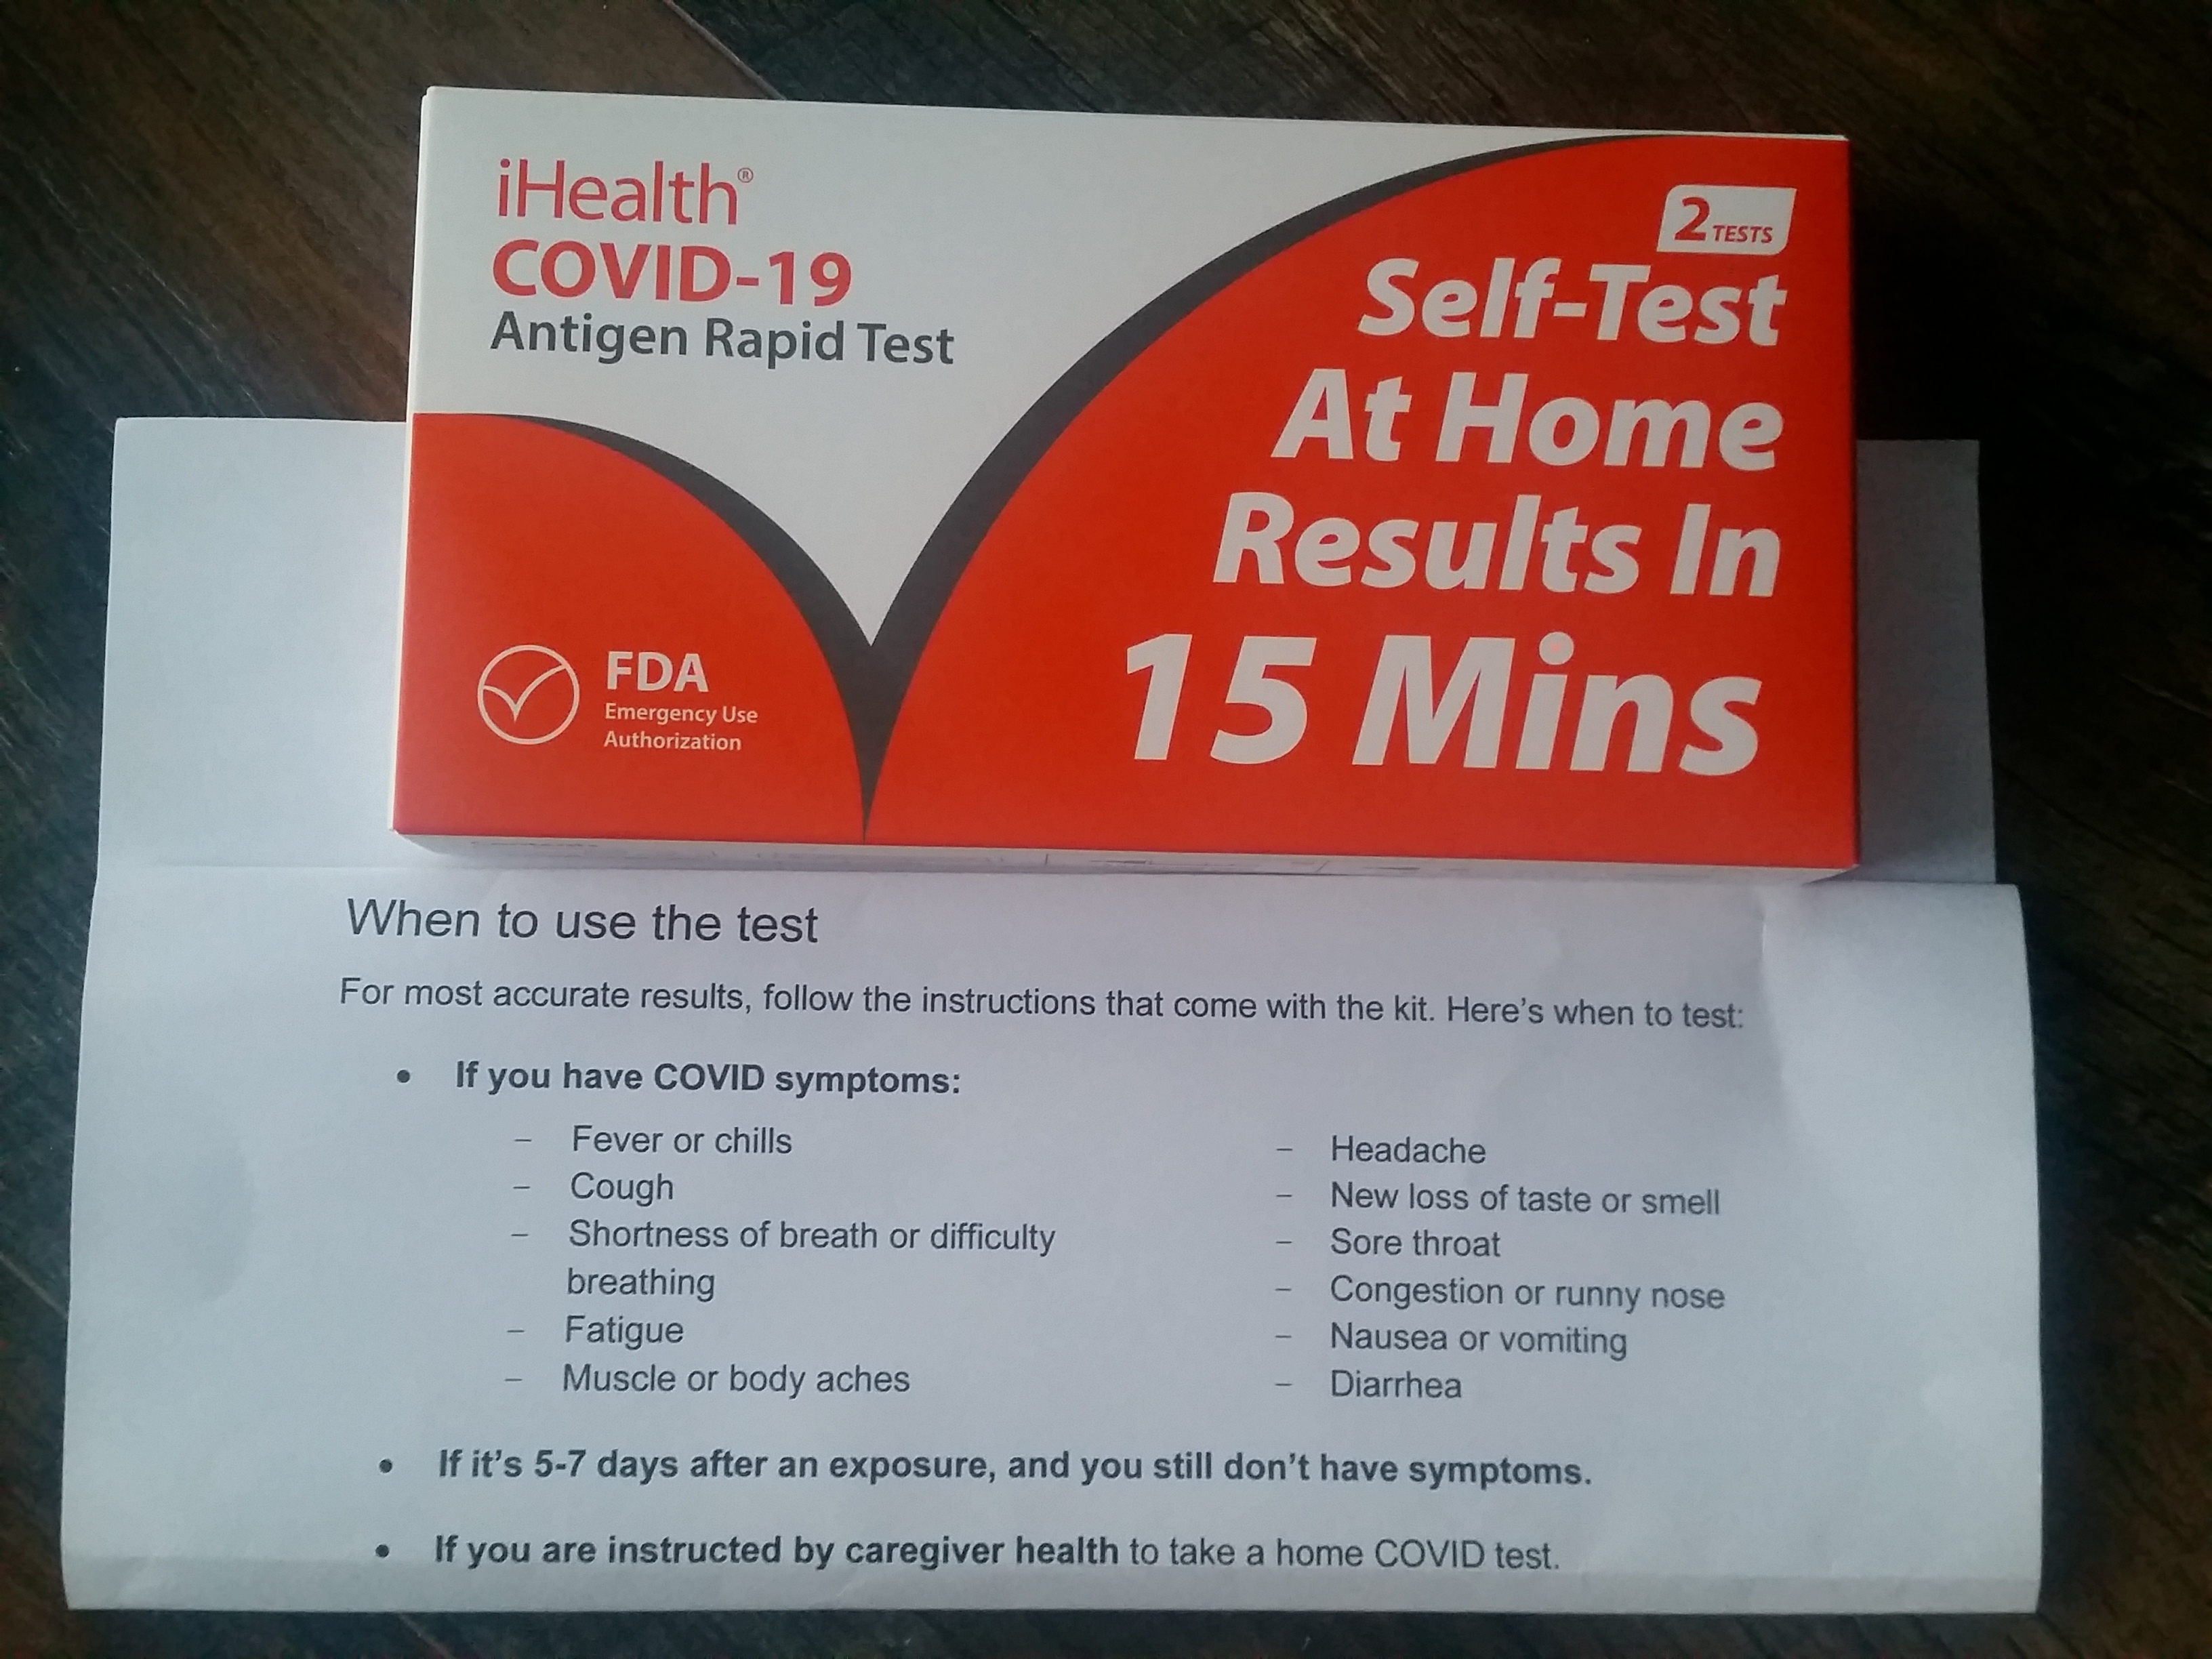 iHealth®
COVID-19
Antigen Rapid Test
2 TESTS
Self-Test
At Home
Results In
15 Mins
FDA
Emergency Use
Authorization
When to use the test
For most accurate results, follow the instructions that come with the kit. Here's when to test:
• If you have COVID symptoms:
– Fever or chills
– Cough
– Shortness of breath or difficulty
breathing
– Fatigue
– Muscle or body aches
– Headache
– New loss of taste or smell
– Sore throat
– Congestion or runny nose
– Nausea or vomiting
– Diarrhea
• If it's 5-7 days after an exposure, and you still don't have symptoms.
• If you are instructed by caregiver health to take a home COVID test.